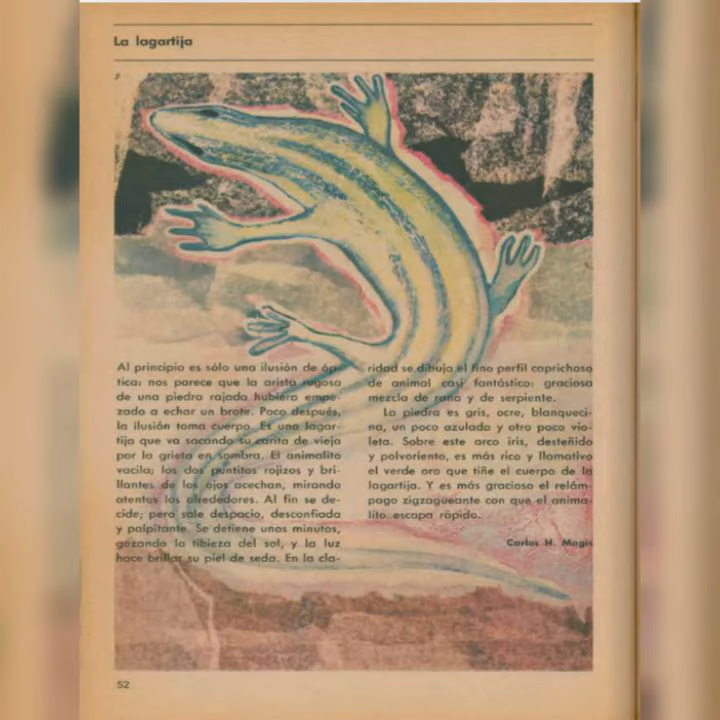 La lagartija
Al principio es sólo una ilusión de óp-
tica: nos parece que la arista rugosa
de una piedra rajada hubiera empe-
zado a echar un brote. Poco después,
la ilusión toma cuerpo. Es una lagar-
tija que va sacando su carita de vieja
por la grieta en sombra. El animalito
vacila; los dos puntitos rojizos y bri-
llantes de los ojos acechan, mirando
atentos los alrededores. Al fin se de-
cide; pero sale despacio, desconfiada
y palpitante. Se detiene unos minutos,
gozando la tibieza del sol, y la luz
hace brillar su piel de seda. En la cla-
ridad se dibuja el fino perfil caprichoso
de animal casi fantástico: graciosa
mezcla de rana y de serpiente.
La piedra es gris, ocre, blanqueci-
na, un poco azulada y otro poco vio-
leta. Sobre este arco iris, desteñido
y polvoriento, es más rico y llamativo
el verde oro que tiñe el cuerpo de la
lagartija. Y es más gracioso el relám-
pago zigzagueante con que el anima-
lito escapa rápido.
Carlos H. Magis
52